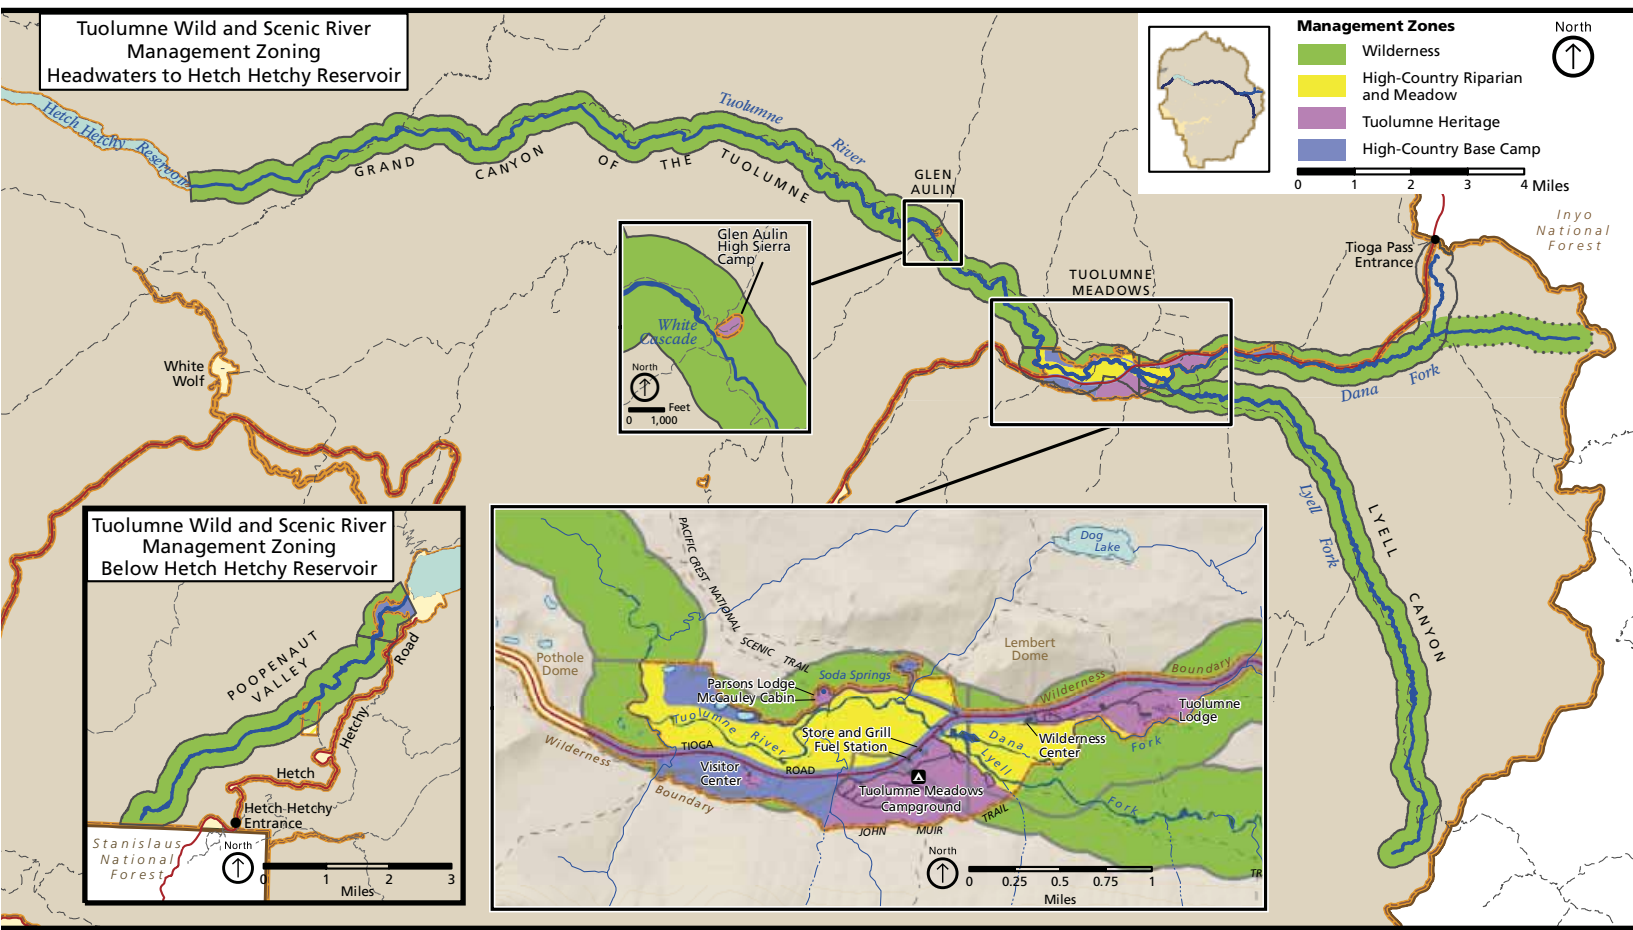 Tuolumne Wild and Scenic River
Management Zoning
Headwaters to Hetch Hetchy Reservoir
Management Zones
Wilderness
High-Country Riparian
and Meadow
Tuolumne Heritage
High-Country Base Camp
0 1 2 3 4 Miles
North
Hetch Hetchy Reservoir
GRAND CANYON OF THE TUOLUMNE
Tuolumne River
GLEN
AULIN
TUOLUMNE
MEADOWS
Tioga Pass
Entrance
Inyo
National
Forest
Dana Fork
Lyell Fork
LYELL CANYON
White
Wolf
Glen Aulin
High Sierra
Camp
White
Cascade
North
0 1,000 Feet
Tuolumne Wild and Scenic River
Management Zoning
Below Hetch Hetchy Reservoir
POOPENAUT
VALLEY
Hetch Hetchy Road
Hetch Hetchy
Entrance
Stanislaus
National
Forest
North
0 1 2 3
Miles
PACIFIC CREST NATIONAL SCENIC TRAIL
Dog
Lake
Pothole
Dome
Lembert
Dome
Soda Springs
Parsons Lodge
McCauley Cabin
Wilderness Boundary
Tuolumne
Lodge
Tuolumne River
Store and Grill
Fuel Station
Wilderness
Center
Dana Fork
Lyell Fork
TIOGA ROAD
Visitor
Center
Wilderness Boundary
Tuolumne Meadows
Campground
JOHN MUIR TRAIL
TR
North
0 0.25 0.5 0.75 1
Miles